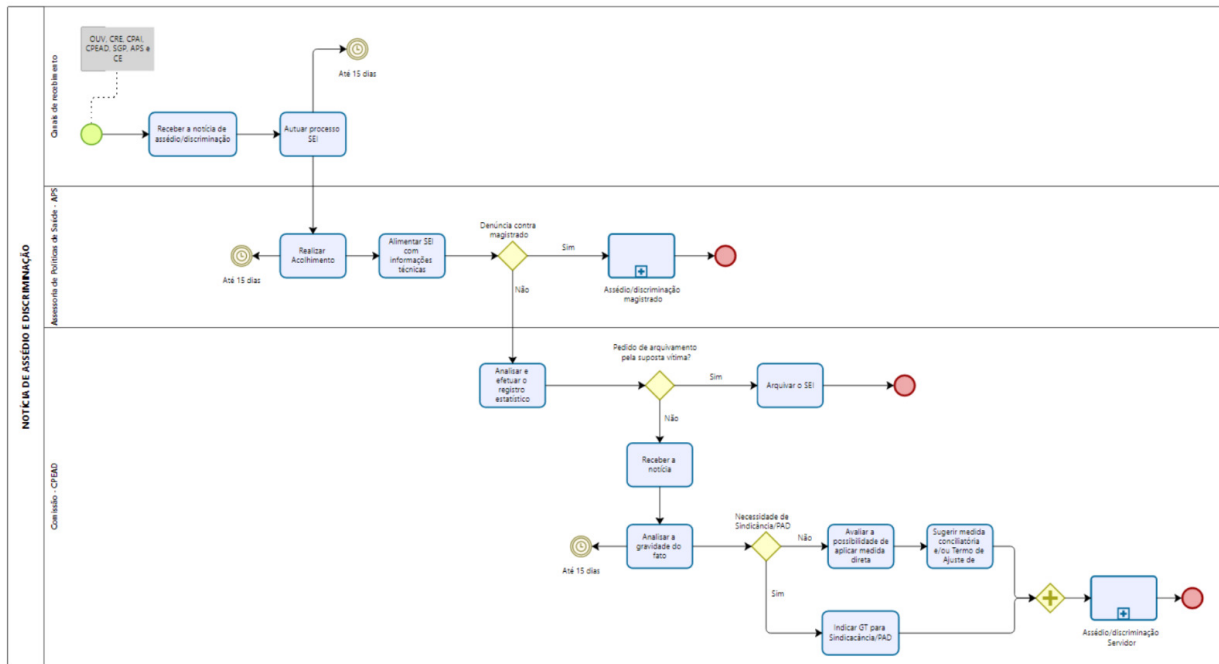 NOTÍCIA DE ASSÉDIO E DISCRIMINAÇÃO
Canais de recebimento
OUV, CRE, CPAI,
CPEAD, SGP, APS e
CE
Receber a notícia de
assédio/discriminação
Autuar processo
SEI
Até 15 dias
Assessoria de Políticas de Saúde - APS
Até 15 dias
Realizar
Acolhimento
Alimentar SEI
com
informações
técnicas
Denúncia contra
magistrado
Sim
Não
Assédio/discriminação
magistrado
Comissão - CPEAD
Analisar e
efetuar o
registro
estatístico
Pedido de arquivamento
pela suposta vítima?
Sim
Arquivar o SEI
Não
Receber a
notícia
Até 15 dias
Analisar a
gravidade do
fato
Necessidade de
Sindicância/PAD
Não
Avaliar a
possibilidade de
aplicar medida
direta
Sugerir medida
conciliatória
e/ou Termo de
Ajuste de
Sim
Indicar GT para
Sindicacância/PAD
Assédio/discriminação
Servidor